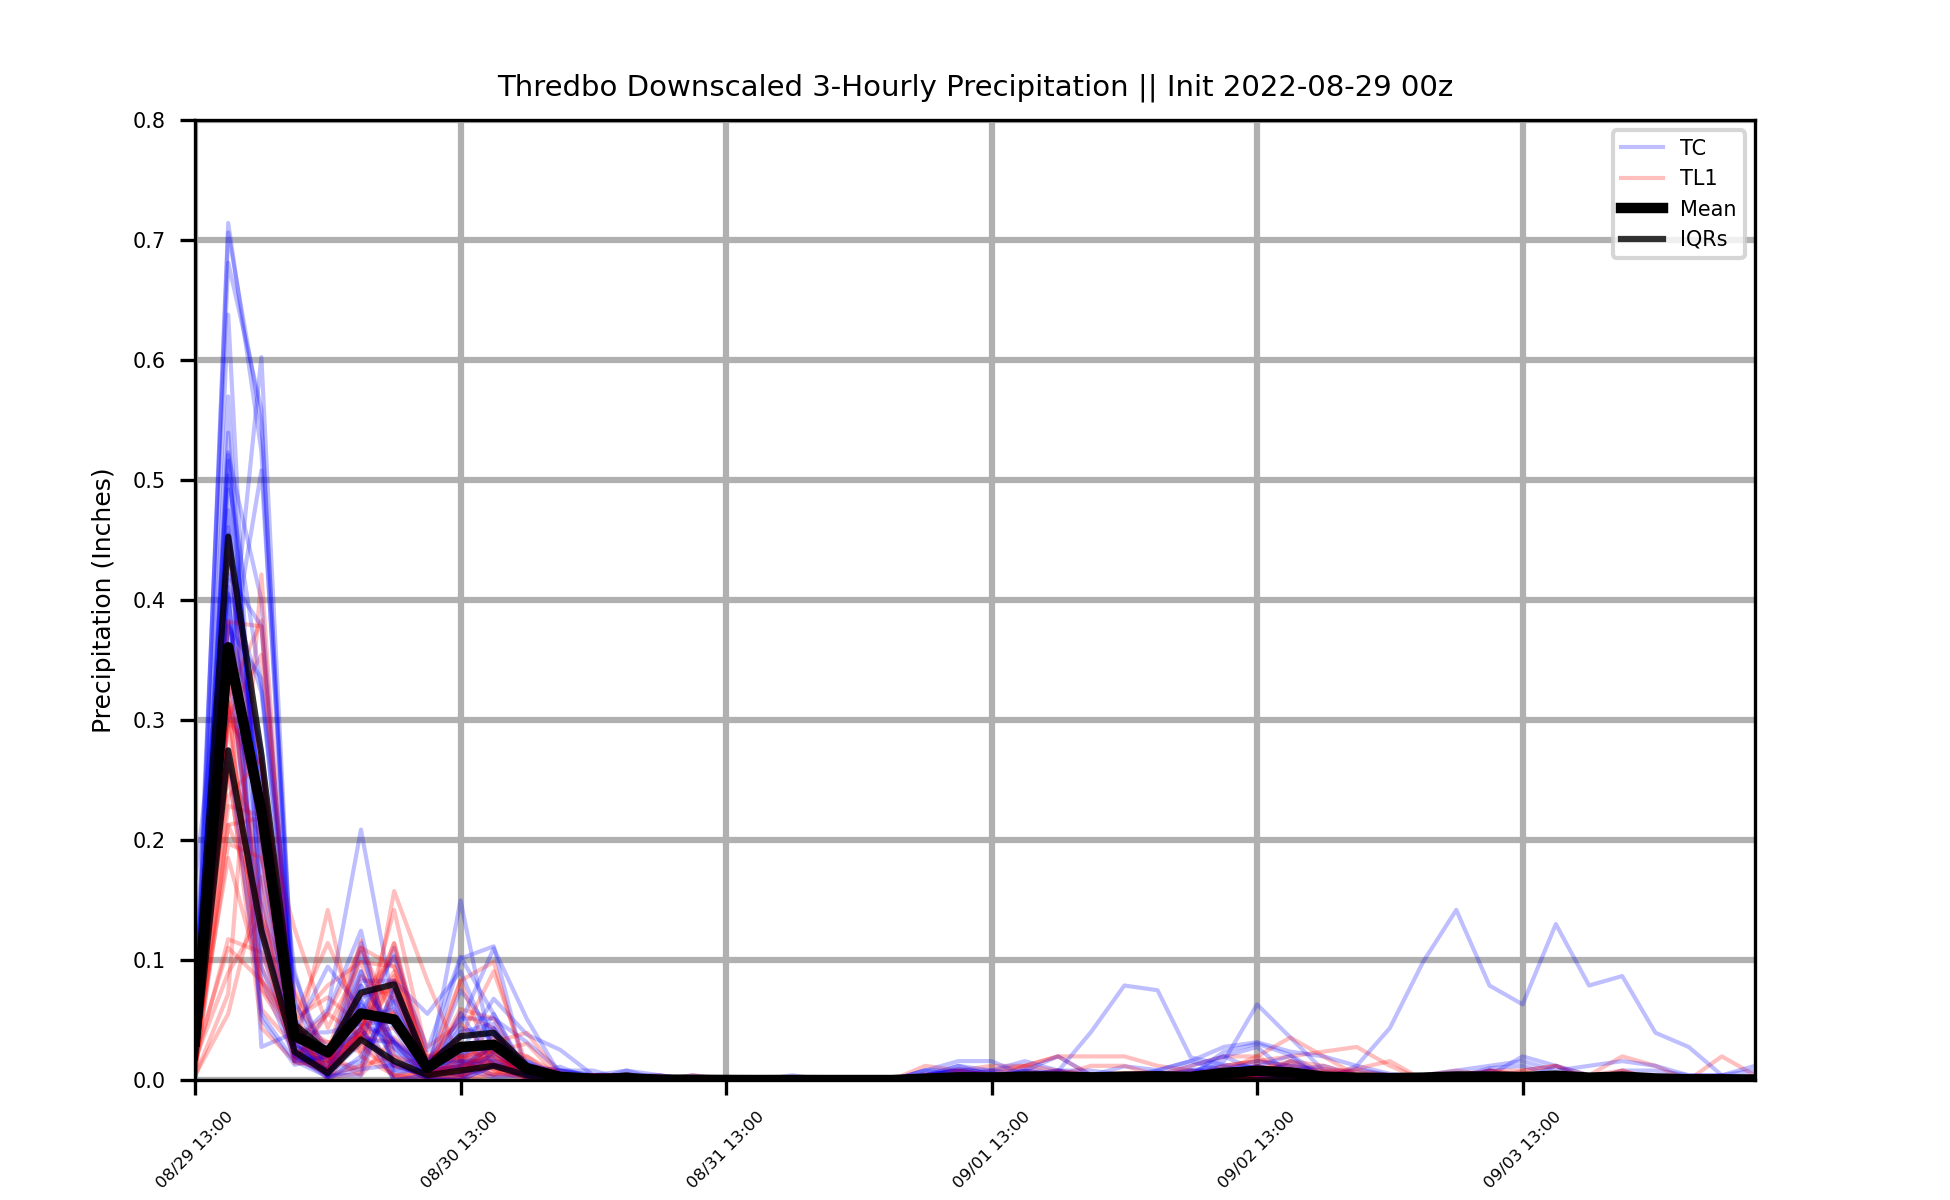 Thredbo Downscaled 3-Hourly Precipitation || Init 2022-08-29 00z
TC
TL1
Mean
IQRs
Precipitation (Inches)
0.8
0.7
0.6
0.5
0.4
0.3
0.2
0.1
0.0
08/29 13:00
08/30 13:00
08/31 13:00
09/01 13:00
09/02 13:00
09/03 13:00